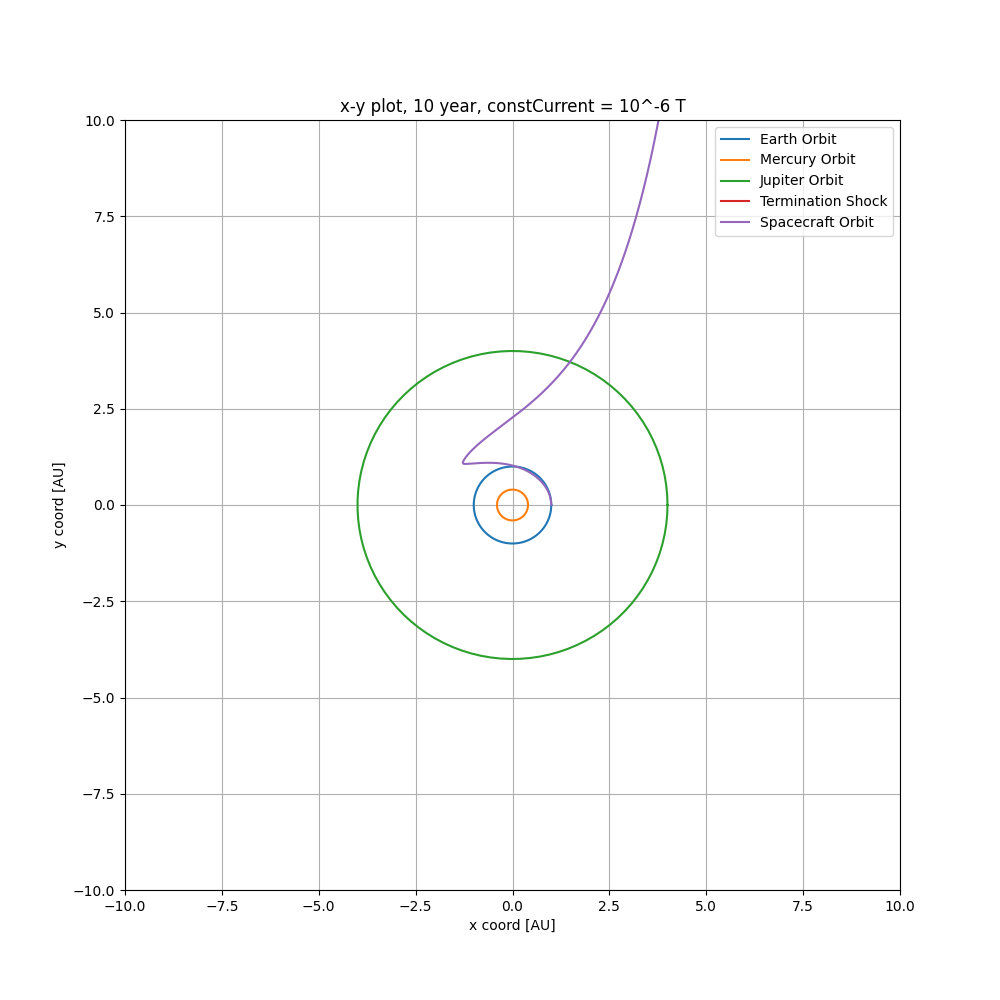 x-y plot, 10 year, constCurrent = 10^-6 T
Earth Orbit
Mercury Orbit
Jupiter Orbit
Termination Shock
Spacecraft Orbit
10.0
7.5
5.0
2.5
0.0
−2.5
−5.0
−7.5
−10.0
y coord [AU]
−10.0 −7.5 −5.0 −2.5 0.0 2.5 5.0 7.5 10.0
x coord [AU]